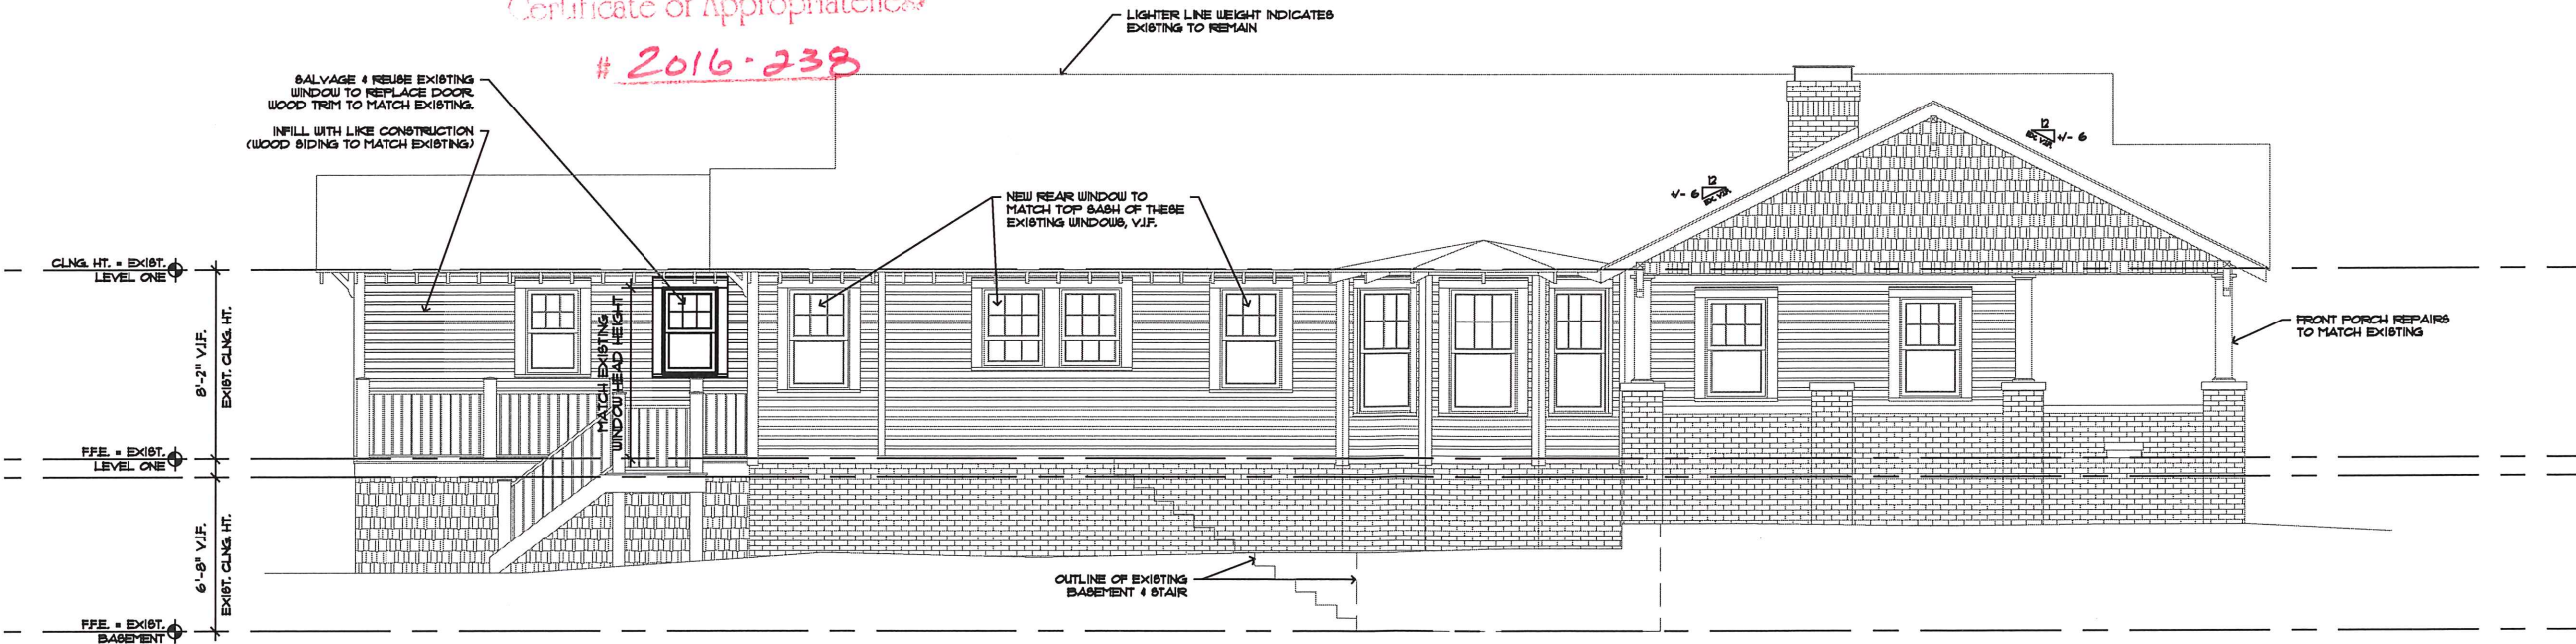 Certificate of Appropriateness
# 2016-238
LIGHTER LINE WEIGHT INDICATES
EXISTING TO REMAIN
SALVAGE & REUSE EXISTING
WINDOW TO REPLACE DOOR.
WOOD TRIM TO MATCH EXISTING.
INFILL WITH LIKE CONSTRUCTION
(WOOD SIDING TO MATCH EXISTING)
NEW REAR WINDOW TO
MATCH TOP SASH OF THESE
EXISTING WINDOWS, V.I.F.
12
+/- 6
12
+/- 6
CLNG. HT. = EXIST.
LEVEL ONE
8'-2" V.I.F.
EXIST. CLNG. HT.
MATCH EXISTING
WINDOW HEAD HEIGHT
FRONT PORCH REPAIRS
TO MATCH EXISTING
F.F.E. = EXIST.
LEVEL ONE
6'-8" V.I.F.
EXIST. CLNG. HT.
OUTLINE OF EXISTING
BASEMENT & STAIR
F.F.E. = EXIST.
BASEMENT